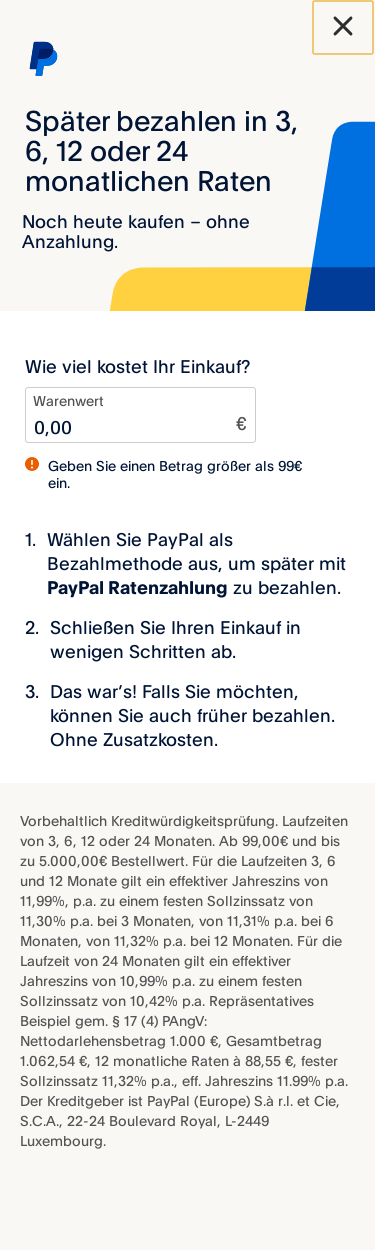 Später bezahlen in 3,
6, 12 oder 24
monatlichen Raten
Noch heute kaufen – ohne
Anzahlung.
Wie viel kostet Ihr Einkauf?
Warenwert
0,00 €
Geben Sie einen Betrag größer als 99€
ein.
1. Wählen Sie PayPal als
Bezahlmethode aus, um später mit
PayPal Ratenzahlung zu bezahlen.
2. Schließen Sie Ihren Einkauf in
wenigen Schritten ab.
3. Das war’s! Falls Sie möchten,
können Sie auch früher bezahlen.
Ohne Zusatzkosten.
Vorbehaltlich Kreditwürdigkeitsprüfung. Laufzeiten
von 3, 6, 12 oder 24 Monaten. Ab 99,00€ und bis
zu 5.000,00€ Bestellwert. Für die Laufzeiten 3, 6
und 12 Monate gilt ein effektiver Jahreszins von
11,99%, p.a. zu einem festen Sollzinssatz von
11,30% p.a. bei 3 Monaten, von 11,31% p.a. bei 6
Monaten, von 11,32% p.a. bei 12 Monaten. Für die
Laufzeit von 24 Monaten gilt ein effektiver
Jahreszins von 10,99% p.a. zu einem festen
Sollzinssatz von 10,42% p.a. Repräsentatives
Beispiel gem. § 17 (4) PAngV:
Nettodarlehensbetrag 1.000 €, Gesamtbetrag
1.062,54 €, 12 monatliche Raten à 88,55 €, fester
Sollzinssatz 11,32% p.a., eff. Jahreszins 11.99% p.a.
Der Kreditgeber ist PayPal (Europe) S.à r.l. et Cie,
S.C.A., 22-24 Boulevard Royal, L-2449
Luxembourg.